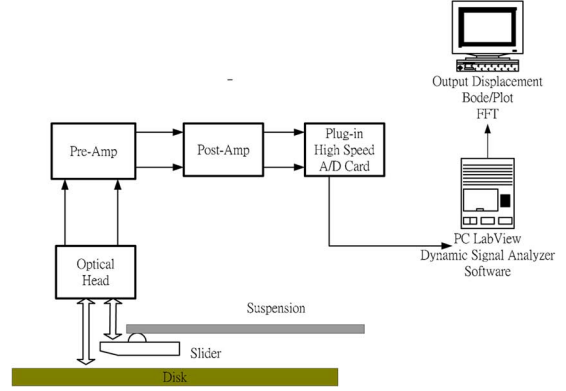 Output Displacement
Bode/Plot
FFT
Pre-Amp
Post-Amp
Plug-in
High Speed
A/D Card
PC LabView
Dynamic Signal Analyzer
Software
Optical
Head
Suspension
Slider
Disk